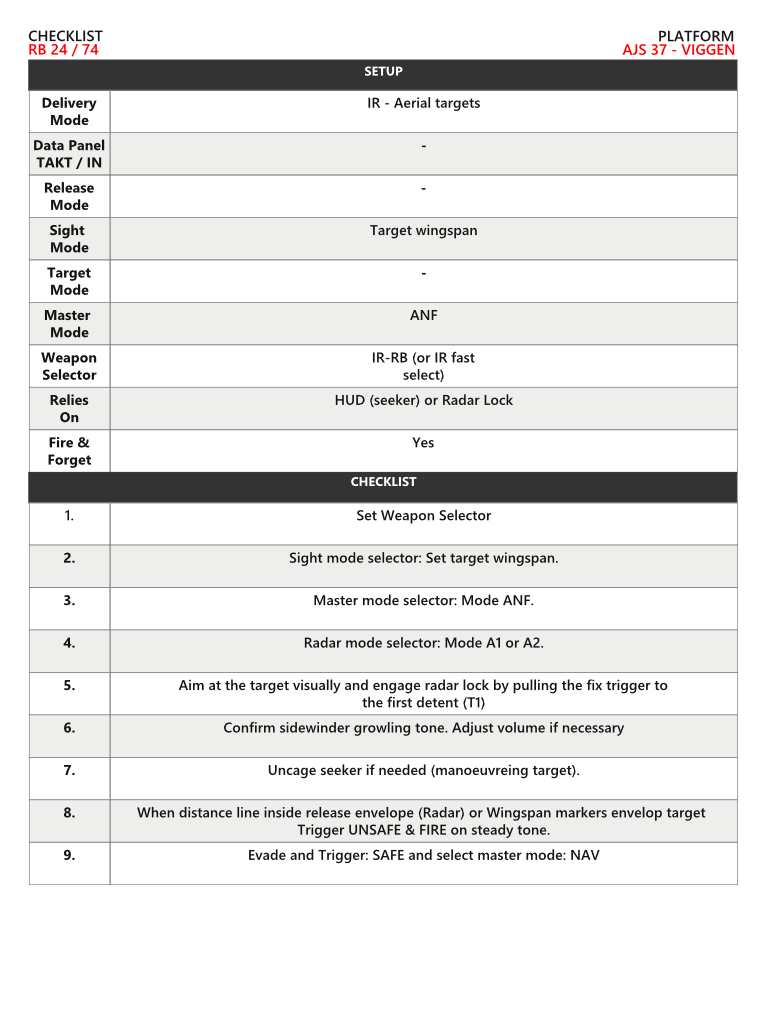 CHECKLIST
PLATFORM
RB 24 / 74
AJS 37 - VIGGEN
SETUP
Delivery
Mode
IR - Aerial targets
Data Panel
TAKT / IN
-
Release
Mode
-
Sight
Mode
Target wingspan
Target
Mode
-
Master
Mode
ANF
Weapon
Selector
IR-RB (or IR fast
select)
Relies
On
HUD (seeker) or Radar Lock
Fire &
Forget
Yes
CHECKLIST
1.
Set Weapon Selector
2.
Sight mode selector: Set target wingspan.
3.
Master mode selector: Mode ANF.
4.
Radar mode selector: Mode A1 or A2.
5.
Aim at the target visually and engage radar lock by pulling the fix trigger to
the first detent (T1)
6.
Confirm sidewinder growling tone. Adjust volume if necessary
7.
Uncage seeker if needed (manoeuvreing target).
8.
When distance line inside release envelope (Radar) or Wingspan markers envelop target
Trigger UNSAFE & FIRE on steady tone.
9.
Evade and Trigger: SAFE and select master mode: NAV